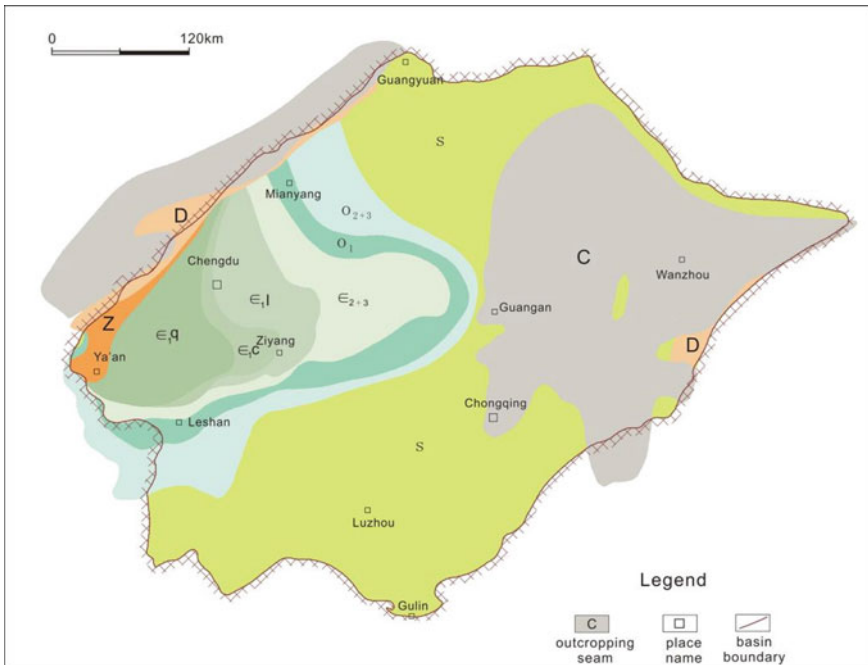 0 120km
Guangyuan
S
Mianyang
O₂₊₃
D
O₁
Chengdu
C
Wanzhou
∈₁l
∈₂₊₃
Guangan
Z
∈₁q
Ziyang
∈₁c
D
Ya'an
Leshan
Chongqing
S
Luzhou
Legend
Gulin
C
outcropping seam
place name
basin boundary